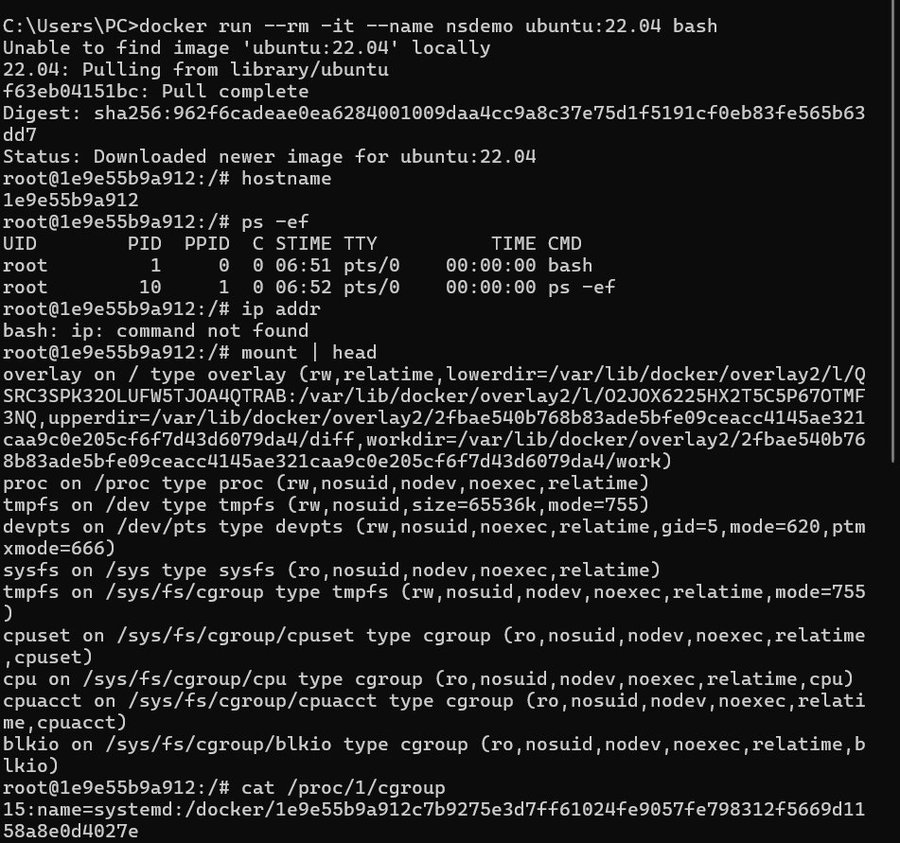 C:\Users\PC>docker run --rm -it --name nsdemo ubuntu:22.04 bash
Unable to find image 'ubuntu:22.04' locally
22.04: Pulling from library/ubuntu
f63eb04151bc: Pull complete
Digest: sha256:962f6cadeae0ea6284001009daa4cc9a8c37e75d1f5191cf0eb83fe565b63
dd7
Status: Downloaded newer image for ubuntu:22.04
root@1e9e55b9a912:/# hostname
1e9e55b9a912
root@1e9e55b9a912:/# ps -ef
UID        PID  PPID  C STIME TTY          TIME CMD
root         1     0  0 06:51 pts/0    00:00:00 bash
root        10     1  0 06:52 pts/0    00:00:00 ps -ef
root@1e9e55b9a912:/# ip addr
bash: ip: command not found
root@1e9e55b9a912:/# mount | head
overlay on / type overlay (rw,relatime,lowerdir=/var/lib/docker/overlay2/l/Q
SRC3SPK32OLUFW5TJOA4QTRAB:/var/lib/docker/overlay2/l/O2JOX6225HX2T5C5P67OTMF
3NQ,upperdir=/var/lib/docker/overlay2/2fbae540b768b83ade5bfe09ceacc4145ae321
caa9c0e205cf6f7d43d6079da4/diff,workdir=/var/lib/docker/overlay2/2fbae540b76
8b83ade5bfe09ceacc4145ae321caa9c0e205cf6f7d43d6079da4/work)
proc on /proc type proc (rw,nosuid,nodev,noexec,relatime)
tmpfs on /dev type tmpfs (rw,nosuid,size=65536k,mode=755)
devpts on /dev/pts type devpts (rw,nosuid,noexec,relatime,gid=5,mode=620,ptm
xmode=666)
sysfs on /sys type sysfs (ro,nosuid,nodev,noexec,relatime)
tmpfs on /sys/fs/cgroup type tmpfs (rw,nosuid,nodev,noexec,relatime,mode=755
)
cpuset on /sys/fs/cgroup/cpuset type cgroup (ro,nosuid,nodev,noexec,relatime
,cpuset)
cpu on /sys/fs/cgroup/cpu type cgroup (ro,nosuid,nodev,noexec,relatime,cpu)
cpuacct on /sys/fs/cgroup/cpuacct type cgroup (ro,nosuid,nodev,noexec,relati
me,cpuacct)
blkio on /sys/fs/cgroup/blkio type cgroup (ro,nosuid,nodev,noexec,relatime,b
lkio)
root@1e9e55b9a912:/# cat /proc/1/cgroup
15:name=systemd:/docker/1e9e55b9a912c7b9275e3d7ff61024fe9057fe798312f5669d11
58a8e0d4027e